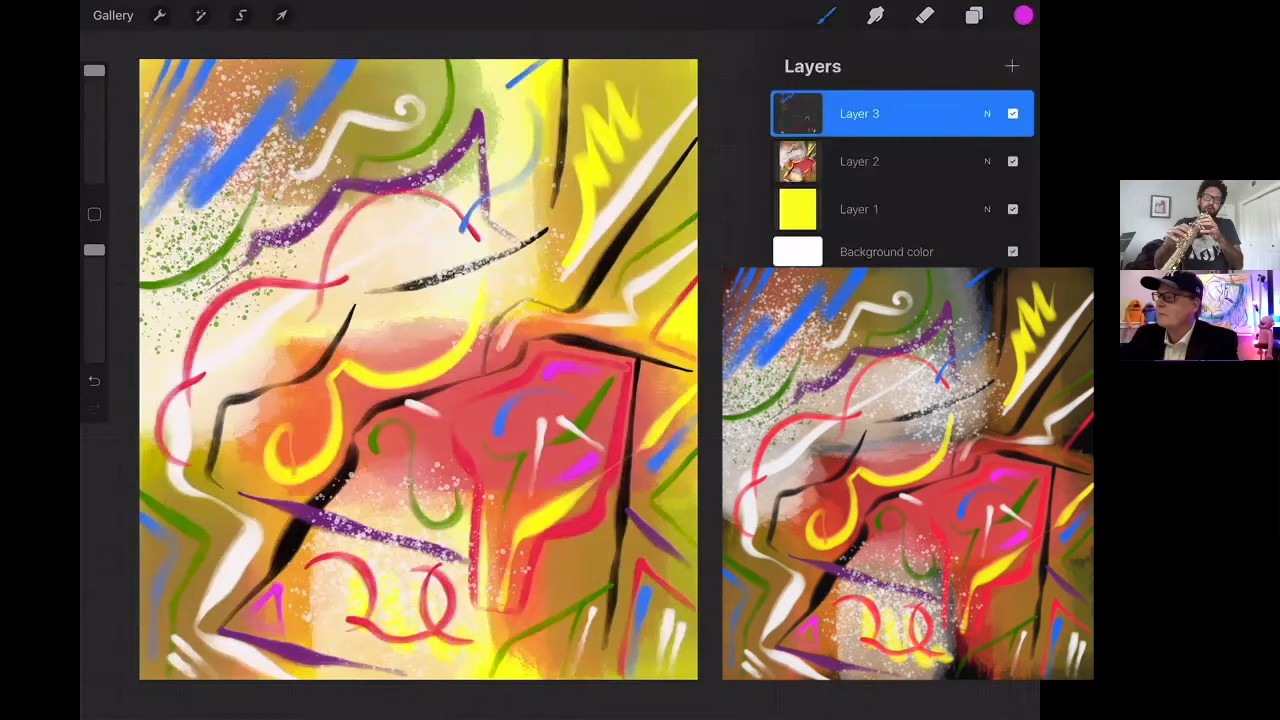 Gallery
Layers
Layer 3 N
Layer 2 N
Layer 1 N
Background color